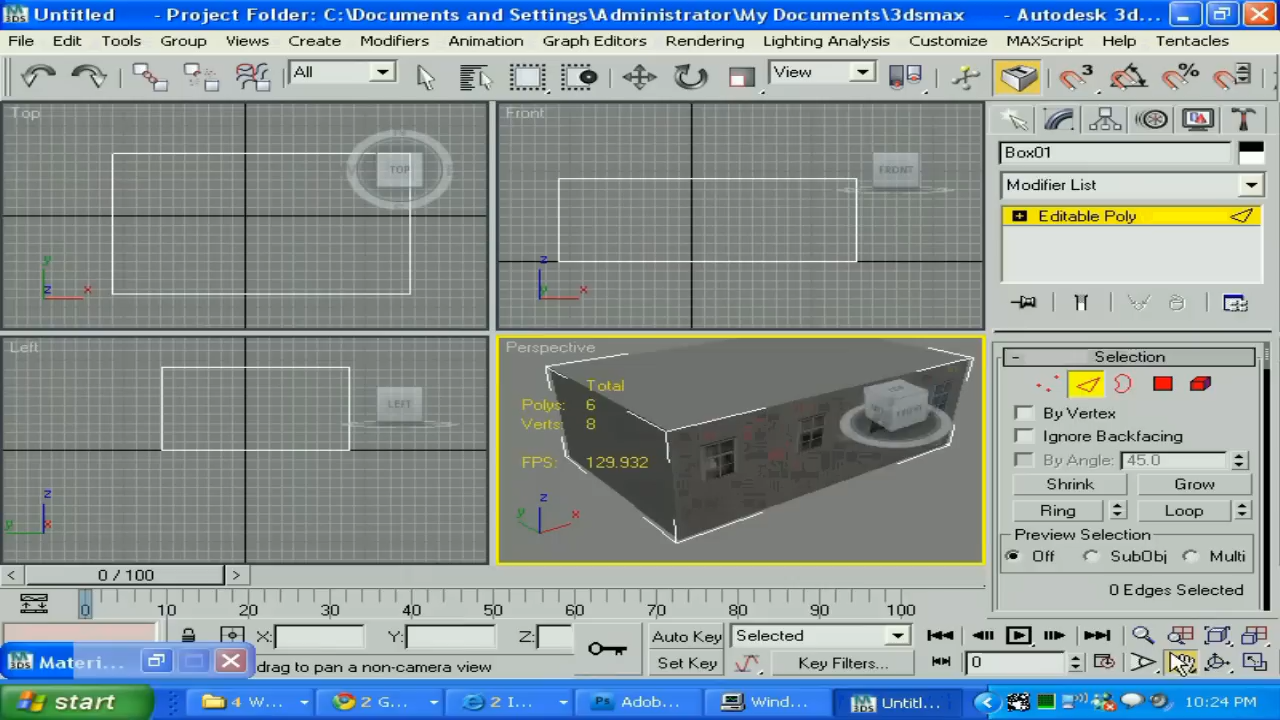 Untitled - Project Folder: C:\Documents and Settings\Administrator\My Documents\3dsmax - Autodesk 3d...
File Edit Tools Group Views Create Modifiers Animation Graph Editors Rendering Lighting Analysis Customize MAXScript Help Tentacles
All
View
3
%
Top
TOP
y
z
x
Front
FRONT
z
y
x
Box01
Modifier List
Editable Poly
Left
LEFT
z
y
x
Perspective
Total
Polys: 6
Verts: 8
FPS: 129.932
FRONT
z
y
x
Selection
By Vertex
Ignore Backfacing
By Angle: 45.0
Shrink Grow
Ring Loop
Preview Selection
Off SubObj Multi
0 Edges Selected
0 / 100
0 10 20 30 40 50 60 70 80 90 100
X: Y: Z:
Auto Key Selected
Materi...
drag to pan a non-camera view
Set Key Key Filters...
0
start
4 W...
2 G...
2 I...
Adob...
Wind...
Untitl...
10:24 PM